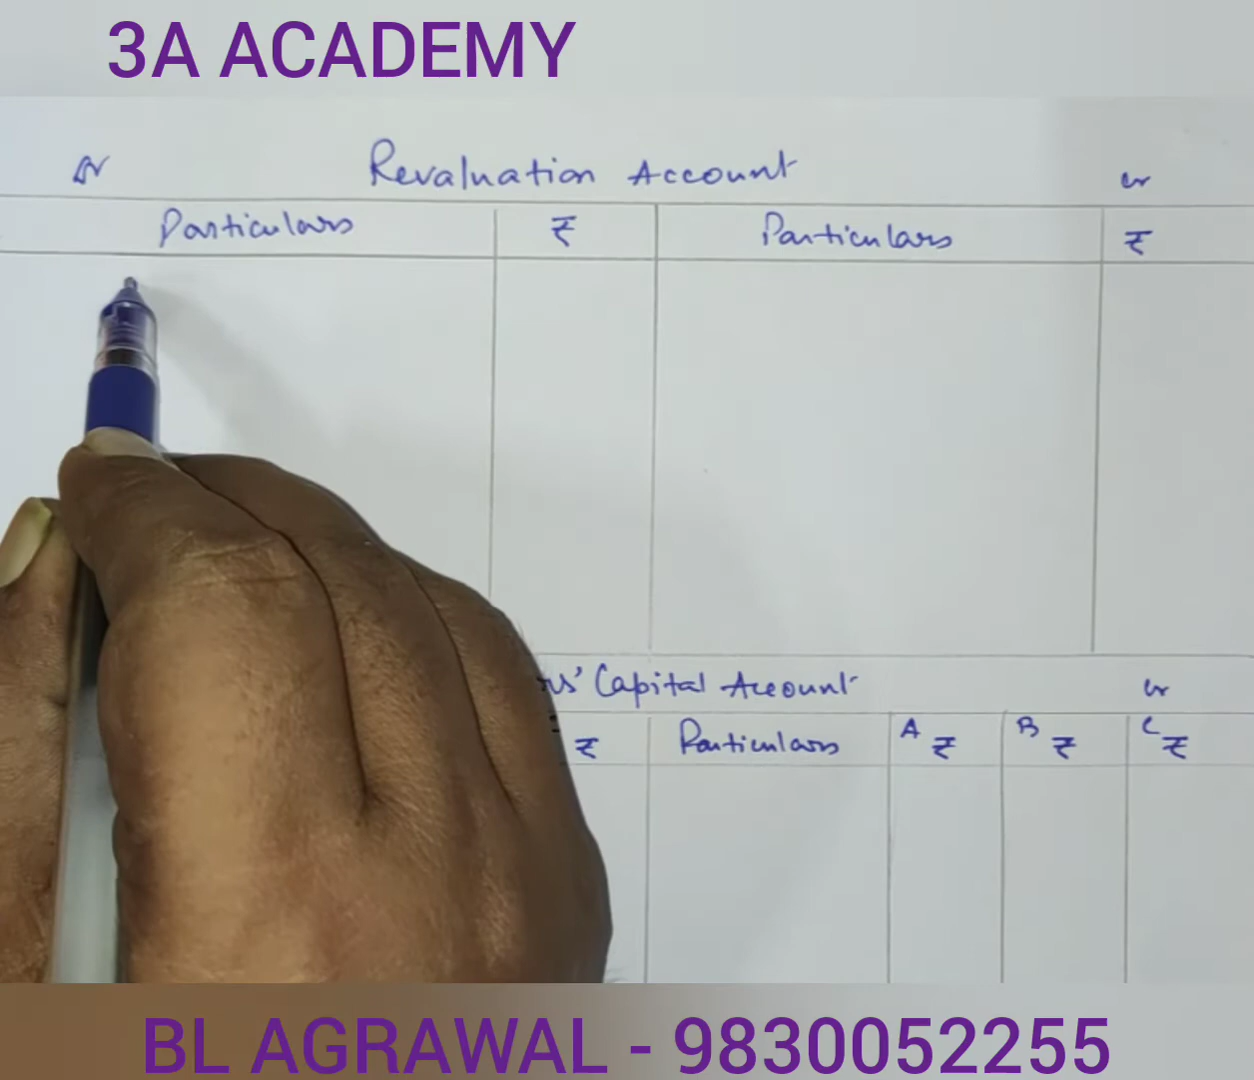 3A ACADEMY
Dr Revaluation Account Cr
Particulars ₹ Particulars ₹
Capital Account Cr
₹ Particulars A ₹ B ₹ C ₹
BL AGRAWAL - 9830052255